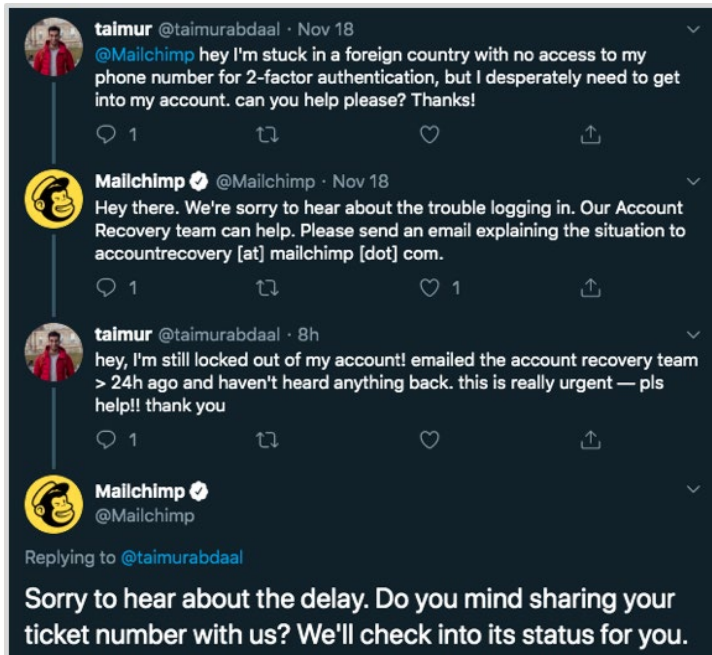 taimur @taimurabdaal · Nov 18
@Mailchimp hey I'm stuck in a foreign country with no access to my
phone number for 2-factor authentication, but I desperately need to get
into my account. can you help please? Thanks!
1
Mailchimp @Mailchimp · Nov 18
Hey there. We're sorry to hear about the trouble logging in. Our Account
Recovery team can help. Please send an email explaining the situation to
accountrecovery [at] mailchimp [dot] com.
1 1
taimur @taimurabdaal · 8h
hey, I'm still locked out of my account! emailed the account recovery team
> 24h ago and haven't heard anything back. this is really urgent — pls
help!! thank you
1
Mailchimp
@Mailchimp
Replying to @taimurabdaal
Sorry to hear about the delay. Do you mind sharing your
ticket number with us? We'll check into its status for you.